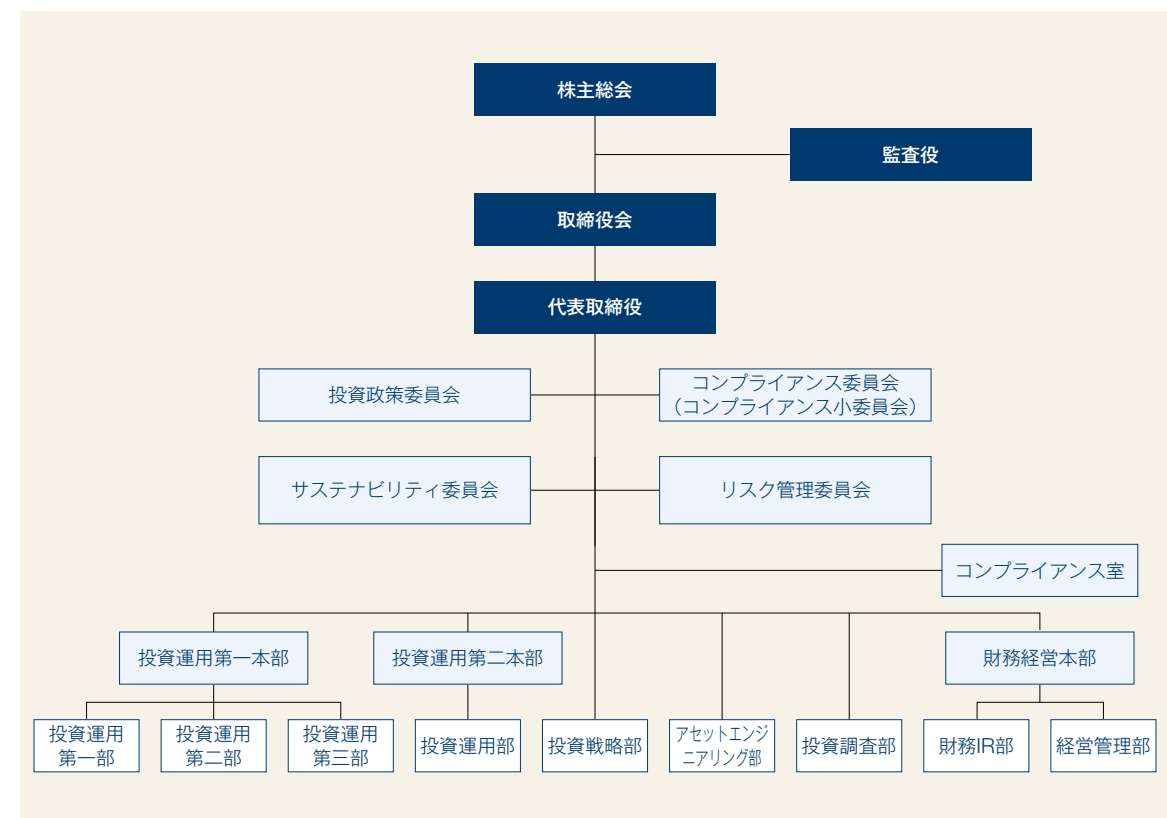 株主総会
監査役
取締役会
代表取締役
投資政策委員会
コンプライアンス委員会
（コンプライアンス小委員会）
サステナビリティ委員会
リスク管理委員会
コンプライアンス室
投資運用第一本部
投資運用第二本部
財務経営本部
投資運用
第一部
投資運用
第二部
投資運用
第三部
投資運用部
投資戦略部
アセットエンジ
ニアリング部
投資調査部
財務IR部
経営管理部